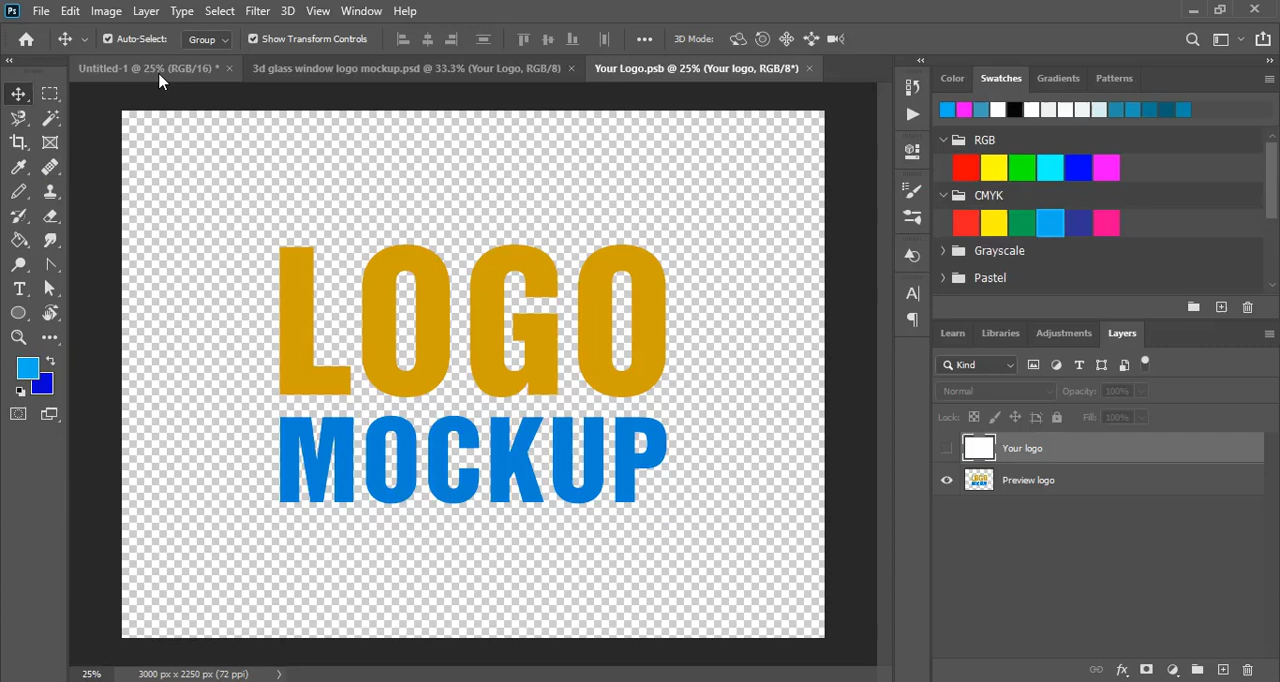 Ps File Edit Image Layer Type Select Filter 3D View Window Help
Auto-Select: Group Show Transform Controls 3D Mode:
Untitled-1 @ 25% (RGB/16) * × 3d glass window logo mockup.psd @ 33.3% (Your Logo, RGB/8) × Your Logo.psb @ 25% (Your logo, RGB/8*) ×
Color Swatches Gradients Patterns
RGB
CMYK
Grayscale
Pastel
LOGO
MOCKUP
Learn Libraries Adjustments Layers
Kind
Normal Opacity: 100%
Lock: Fill: 100%
Your logo
Preview logo
25% 3000 px x 2250 px (72 ppi)